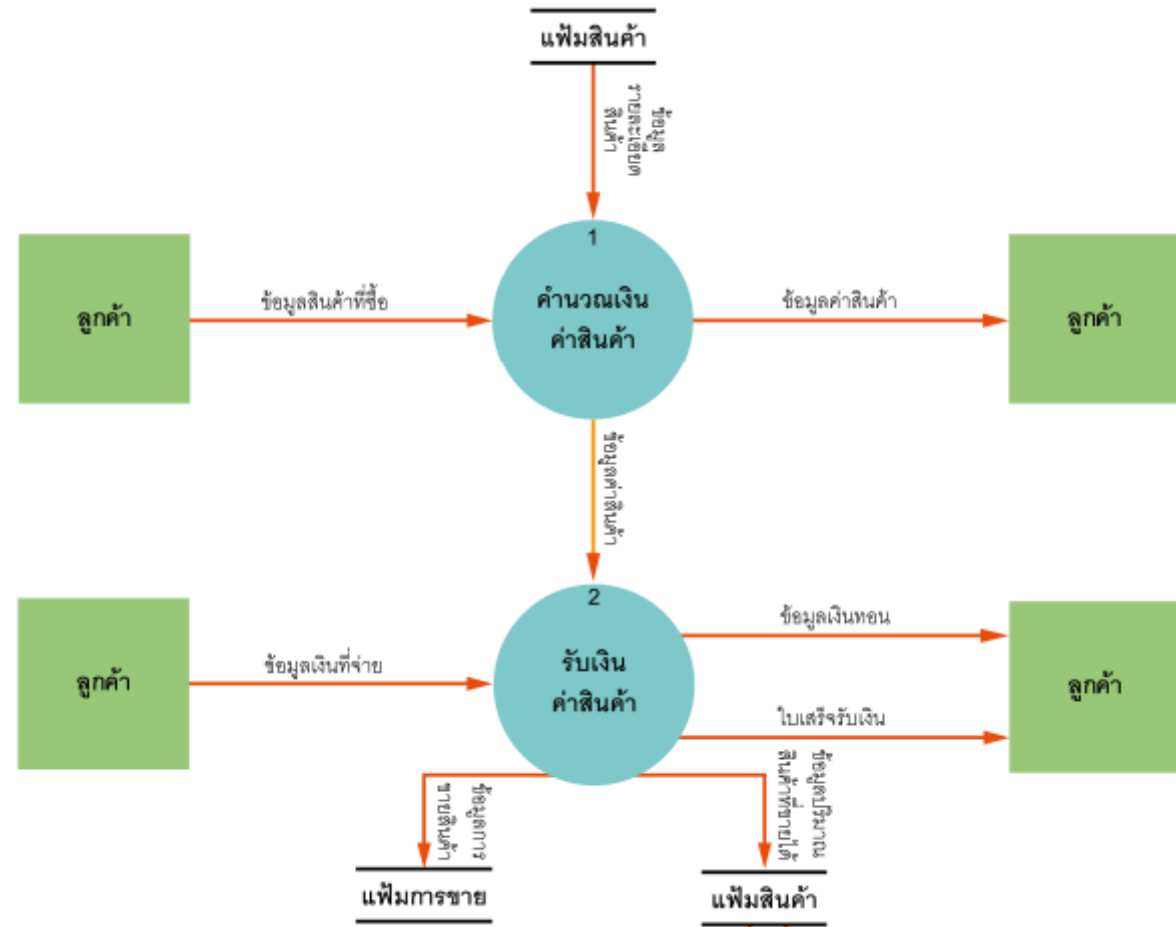 แฟ้มสินค้า
ข้อมูล
รายละเอียด
สินค้า
1
คำนวณเงิน
ค่าสินค้า
ลูกค้า
ข้อมูลสินค้าที่ซื้อ
ข้อมูลค่าสินค้า
ลูกค้า
ข้อมูลค่าสินค้า
2
รับเงิน
ค่าสินค้า
ลูกค้า
ข้อมูลเงินที่จ่าย
ข้อมูลเงินทอน
ใบเสร็จรับเงิน
ลูกค้า
ข้อมูลการ
ขายสินค้า
ข้อมูลปริมาณ
สินค้าที่ขายได้
แฟ้มการขาย
แฟ้มสินค้า